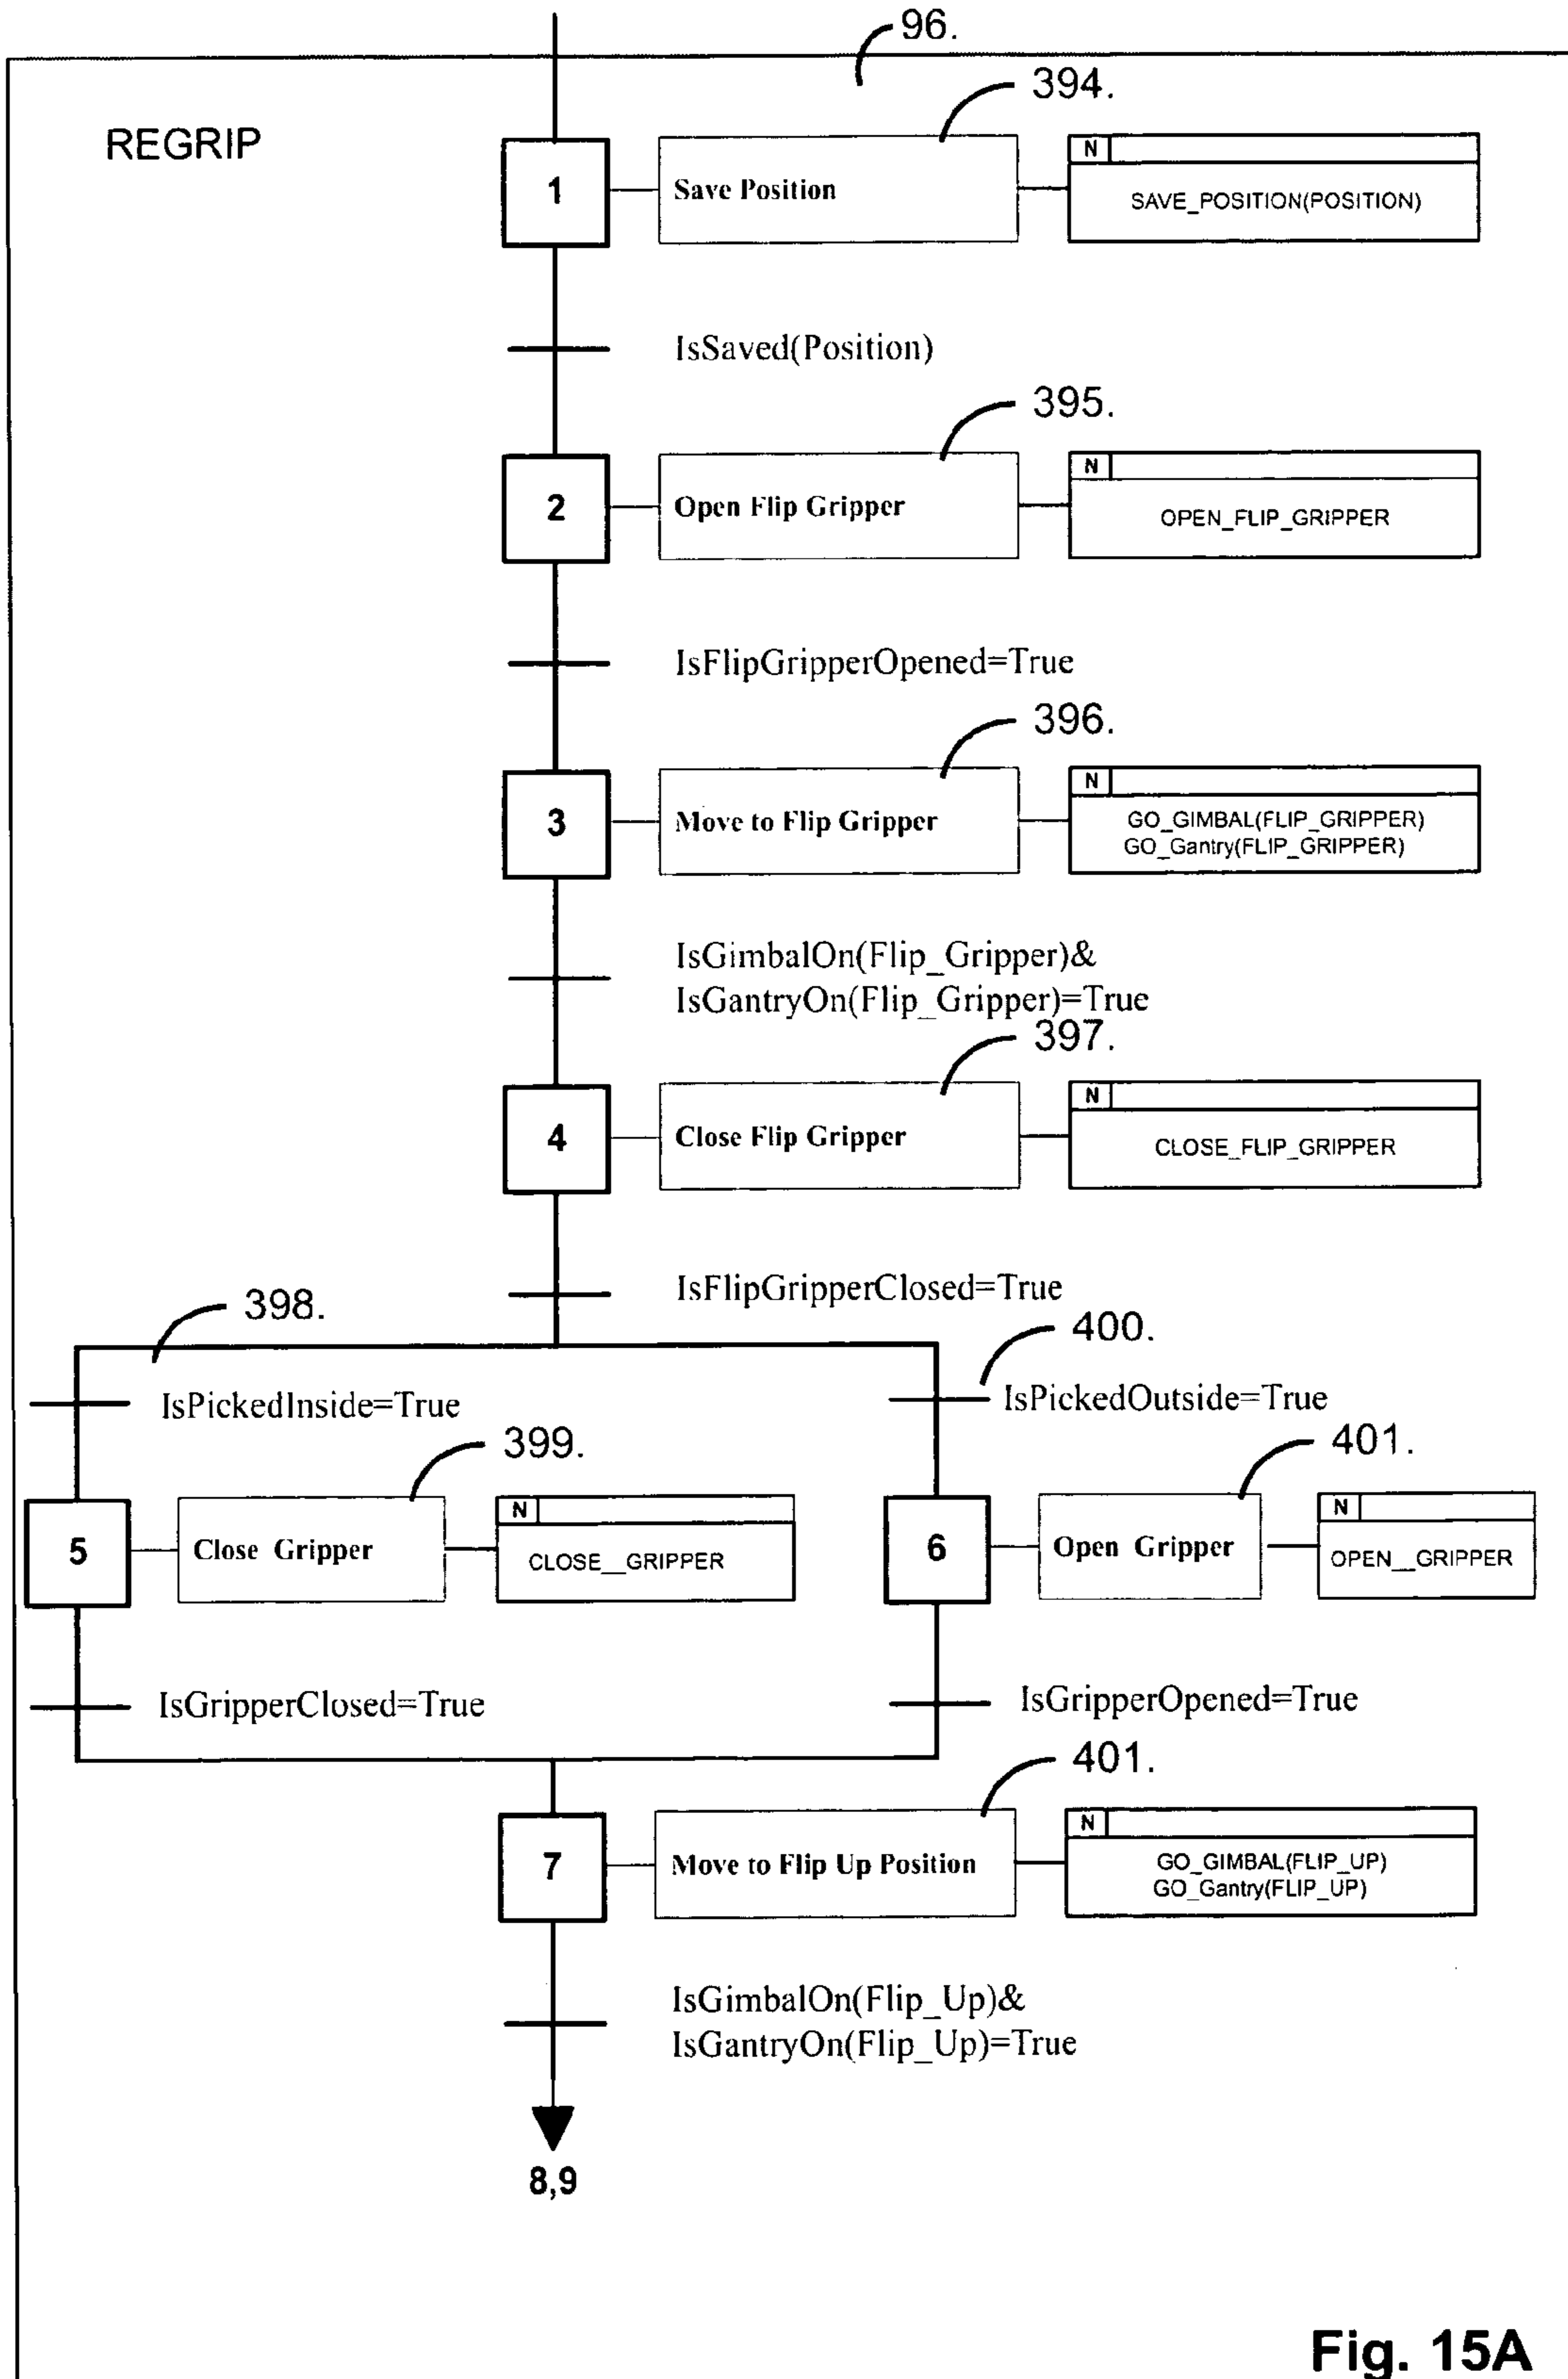 96.
394.
REGRIP
1
Save Position
N
SAVE_POSITION(POSITION)
IsSaved(Position)
395.
2
Open Flip Gripper
N
OPEN_FLIP_GRIPPER
IsFlipGripperOpened=True
396.
3
Move to Flip Gripper
N
GO_GIMBAL(FLIP_GRIPPER)
GO_Gantry(FLIP_GRIPPER)
IsGimbalOn(Flip_Gripper)&
IsGantryOn(Flip_Gripper)=True
397.
4
Close Flip Gripper
N
CLOSE_FLIP_GRIPPER
IsFlipGripperClosed=True
398.
400.
IsPickedInside=True
IsPickedOutside=True
399.
401.
5
Close Gripper
N
CLOSE__GRIPPER
6
Open Gripper
N
OPEN__GRIPPER
IsGripperClosed=True
IsGripperOpened=True
401.
7
Move to Flip Up Position
N
GO_GIMBAL(FLIP_UP)
GO_Gantry(FLIP_UP)
IsGimbalOn(Flip_Up)&
IsGantryOn(Flip_Up)=True
8,9
Fig. 15A